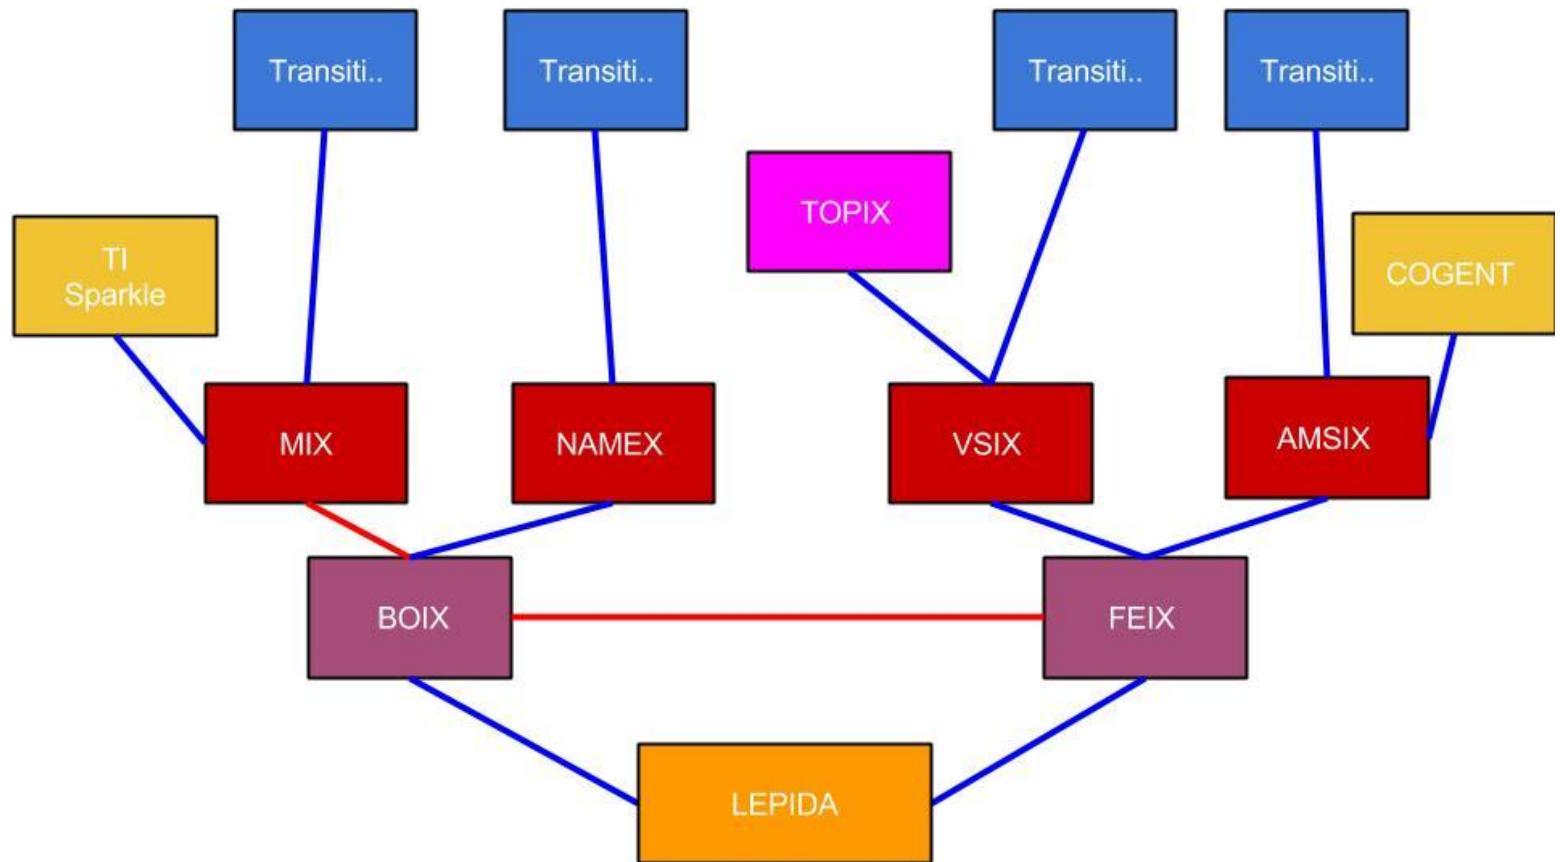 Transiti..
Transiti..
Transiti..
Transiti..
TOPIX
TI
Sparkle
COGENT
MIX
NAMEX
VSIX
AMSIX
BOIX
FEIX
LEPIDA